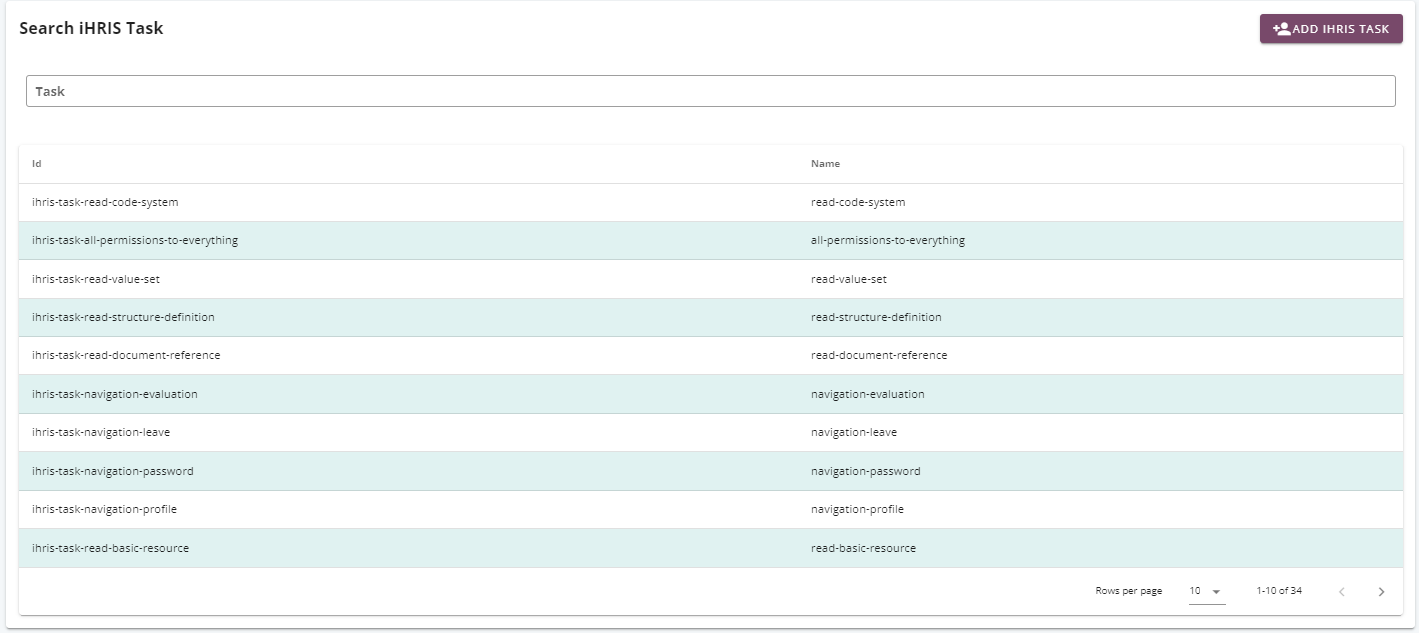 Search iHRIS Task
ADD IHRIS TASK
Task
Id Name
ihris-task-read-code-system read-code-system
ihris-task-all-permissions-to-everything all-permissions-to-everything
ihris-task-read-value-set read-value-set
ihris-task-read-structure-definition read-structure-definition
ihris-task-read-document-reference read-document-reference
ihris-task-navigation-evaluation navigation-evaluation
ihris-task-navigation-leave navigation-leave
ihris-task-navigation-password navigation-password
ihris-task-navigation-profile navigation-profile
ihris-task-read-basic-resource read-basic-resource
Rows per page 10 1-10 of 34